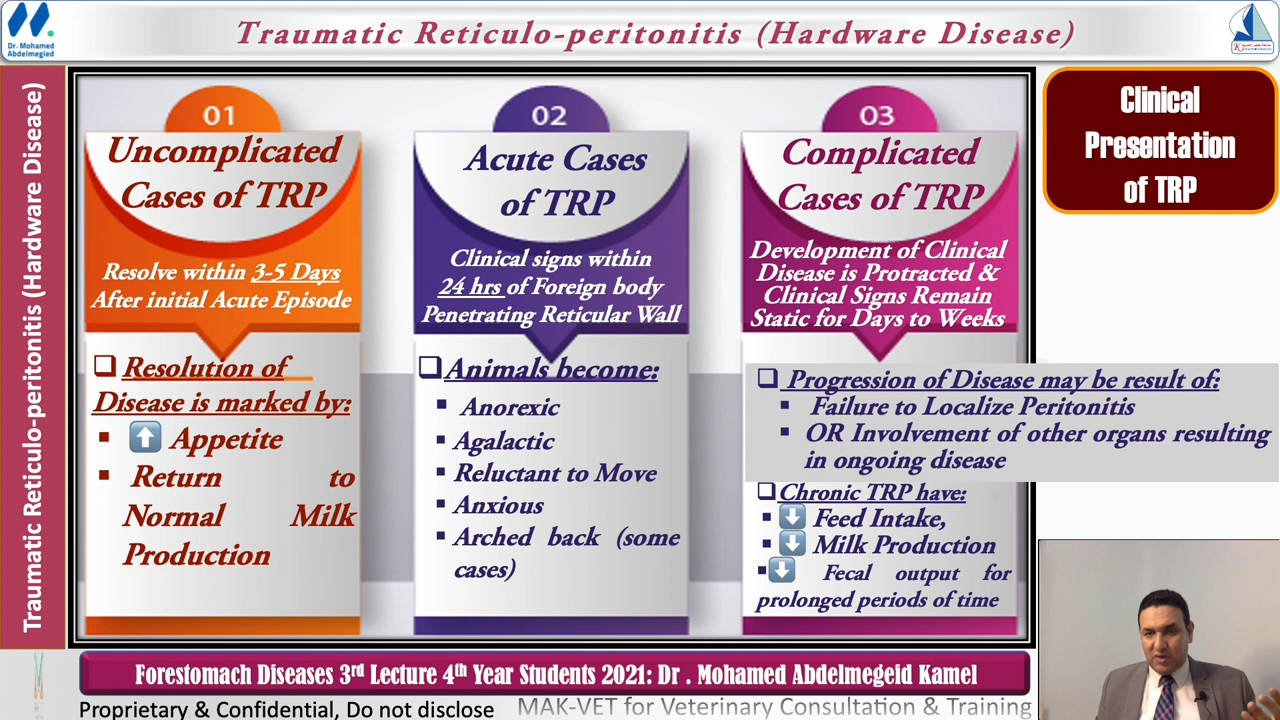 Dr. Mohamed
Abdelmegied
Traumatic Reticulo-peritonitis (Hardware Disease)
Traumatic Reticulo-peritonitis (Hardware Disease)
Clinical
Presentation
of TRP
01
Uncomplicated
Cases of TRP
Resolve within 3-5 Days
After initial Acute Episode
❑ Resolution of
Disease is marked by:
▪ ⬆ Appetite
▪ Return to
Normal Milk
Production
02
Acute Cases
of TRP
Clinical signs within
24 hrs of Foreign body
Penetrating Reticular Wall
❑Animals become:
▪ Anorexic
▪ Agalactic
▪ Reluctant to Move
▪ Anxious
▪ Arched back (some
cases)
03
Complicated
Cases of TRP
Development of Clinical
Disease is Protracted &
Clinical Signs Remain
Static for Days to Weeks
❑ Progression of Disease may be result of:
▪ Failure to Localize Peritonitis
▪ OR Involvement of other organs resulting
in ongoing disease
❑Chronic TRP have:
▪ ⬇ Feed Intake,
▪ ⬇ Milk Production
▪⬇ Fecal output for
prolonged periods of time
Forestomach Diseases 3rd Lecture 4th Year Students 2021: Dr . Mohamed Abdelmegeid Kamel
Proprietary & Confidential, Do not disclose
MAK-VET for Veterinary Consultation & Training